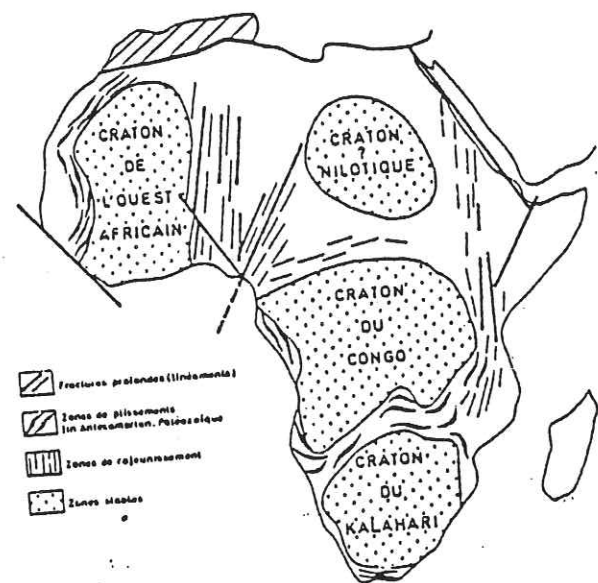 CRATON
DE
L'OUEST
AFRICAIN
CRATON
?
NILOTIQUE
CRATON
DU
CONGO
CRATON
DU
KALAHARI
Fractures profondes (linéaments)
Zones de plissements
fin Antécambrien, Paléozoïque
Zones de rajeunissement
Zones stables